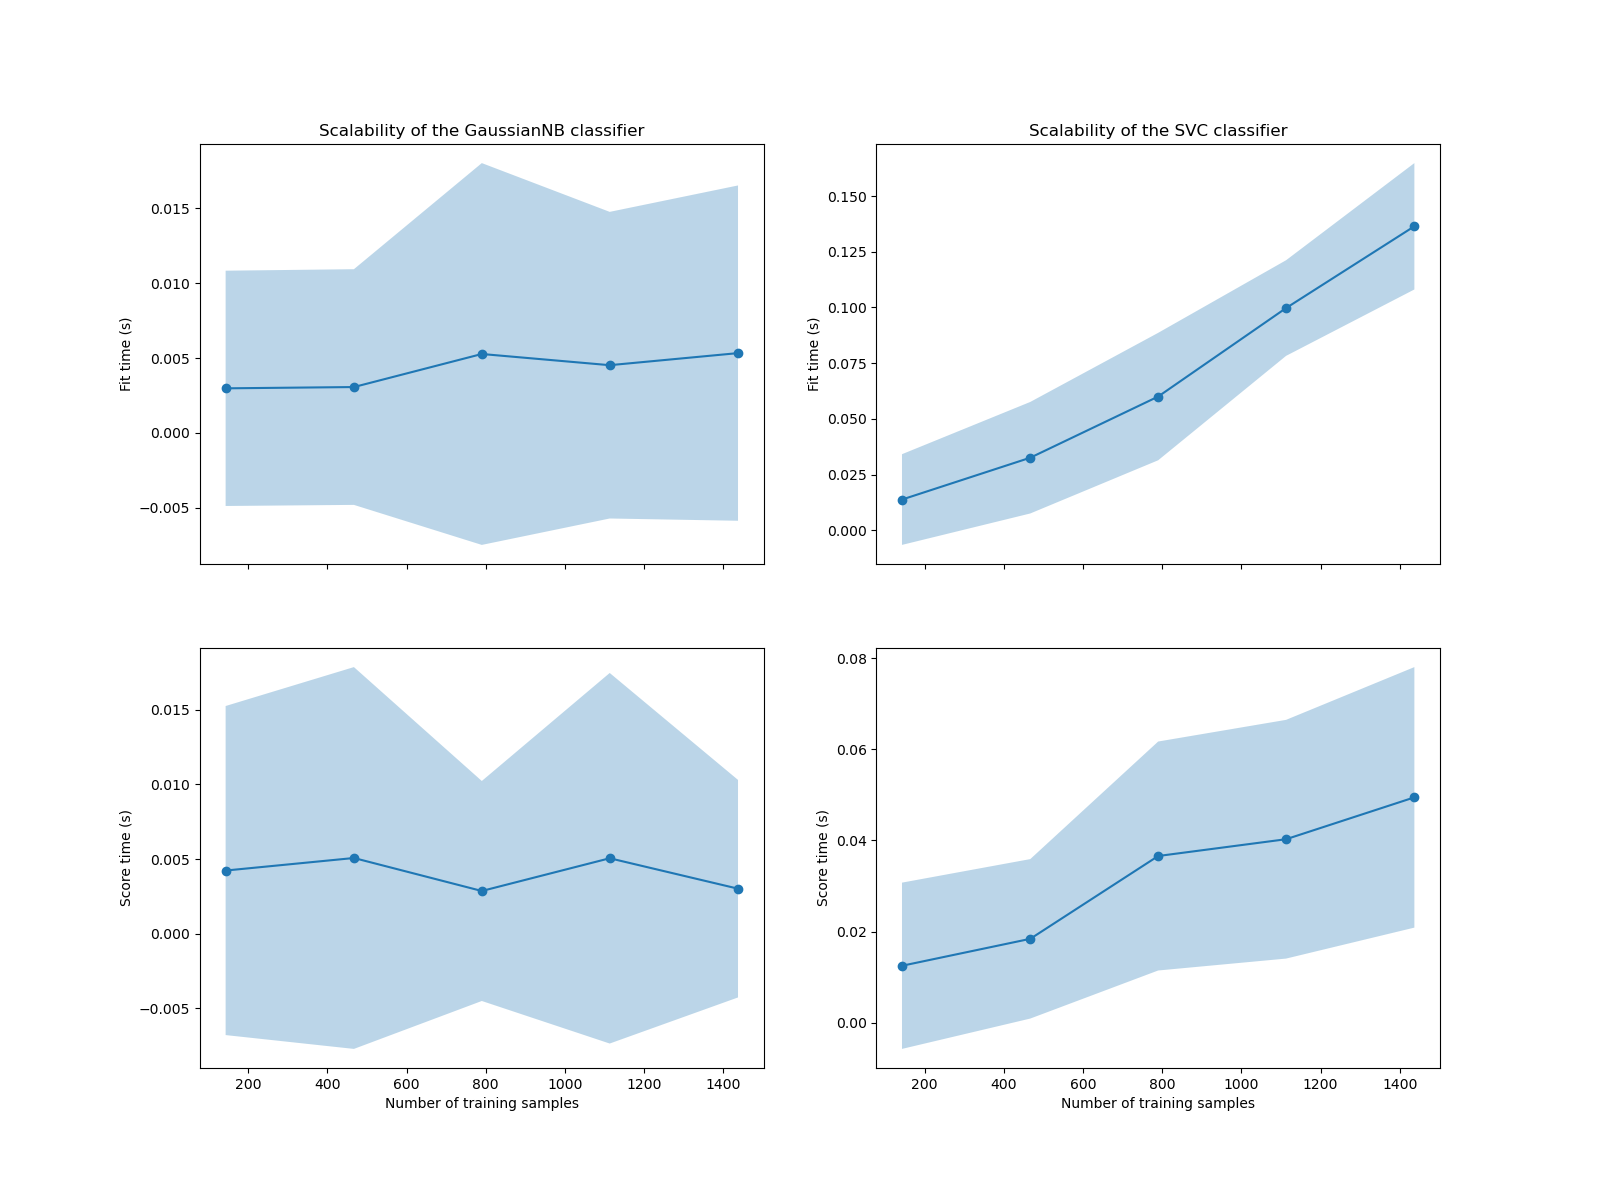 Scalability of the GaussianNB classifier
Scalability of the SVC classifier
Fit time (s)
0.015
0.010
0.005
0.000
−0.005
Fit time (s)
0.150
0.125
0.100
0.075
0.050
0.025
0.000
Score time (s)
0.015
0.010
0.005
0.000
−0.005
200 400 600 800 1000 1200 1400
Number of training samples
Score time (s)
0.08
0.06
0.04
0.02
0.00
200 400 600 800 1000 1200 1400
Number of training samples